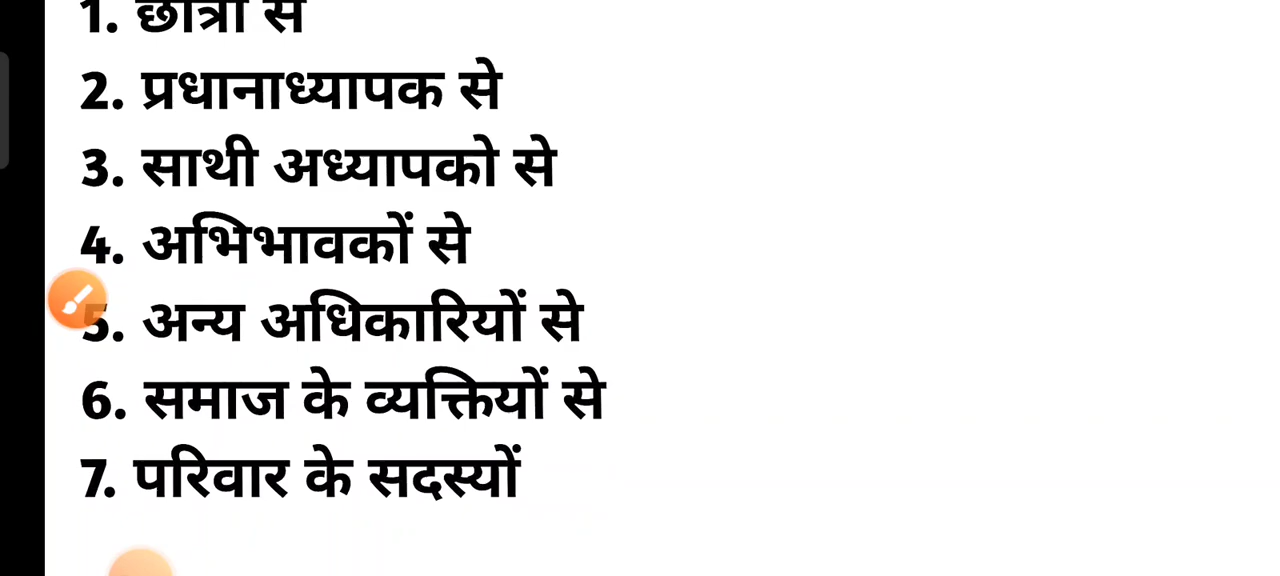 1. छात्रों से
2. प्रधानाध्यापक से
3. साथी अध्यापको से
4. अभिभावकों से
5. अन्य अधिकारियों से
6. समाज के व्यक्तियों से
7. परिवार के सदस्यों